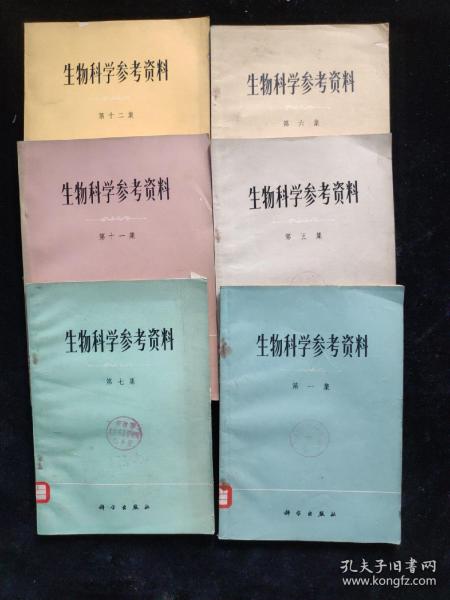 生物科学参考资料
第十二集
生物科学参考资料
第六集
生物科学参考资料
第十一集
生物科学参考资料
第五集
生物科学参考资料
第七集
科学出版社
生物科学参考资料
第一集
科学出版社
孔夫子旧书网
www.kongfz.com